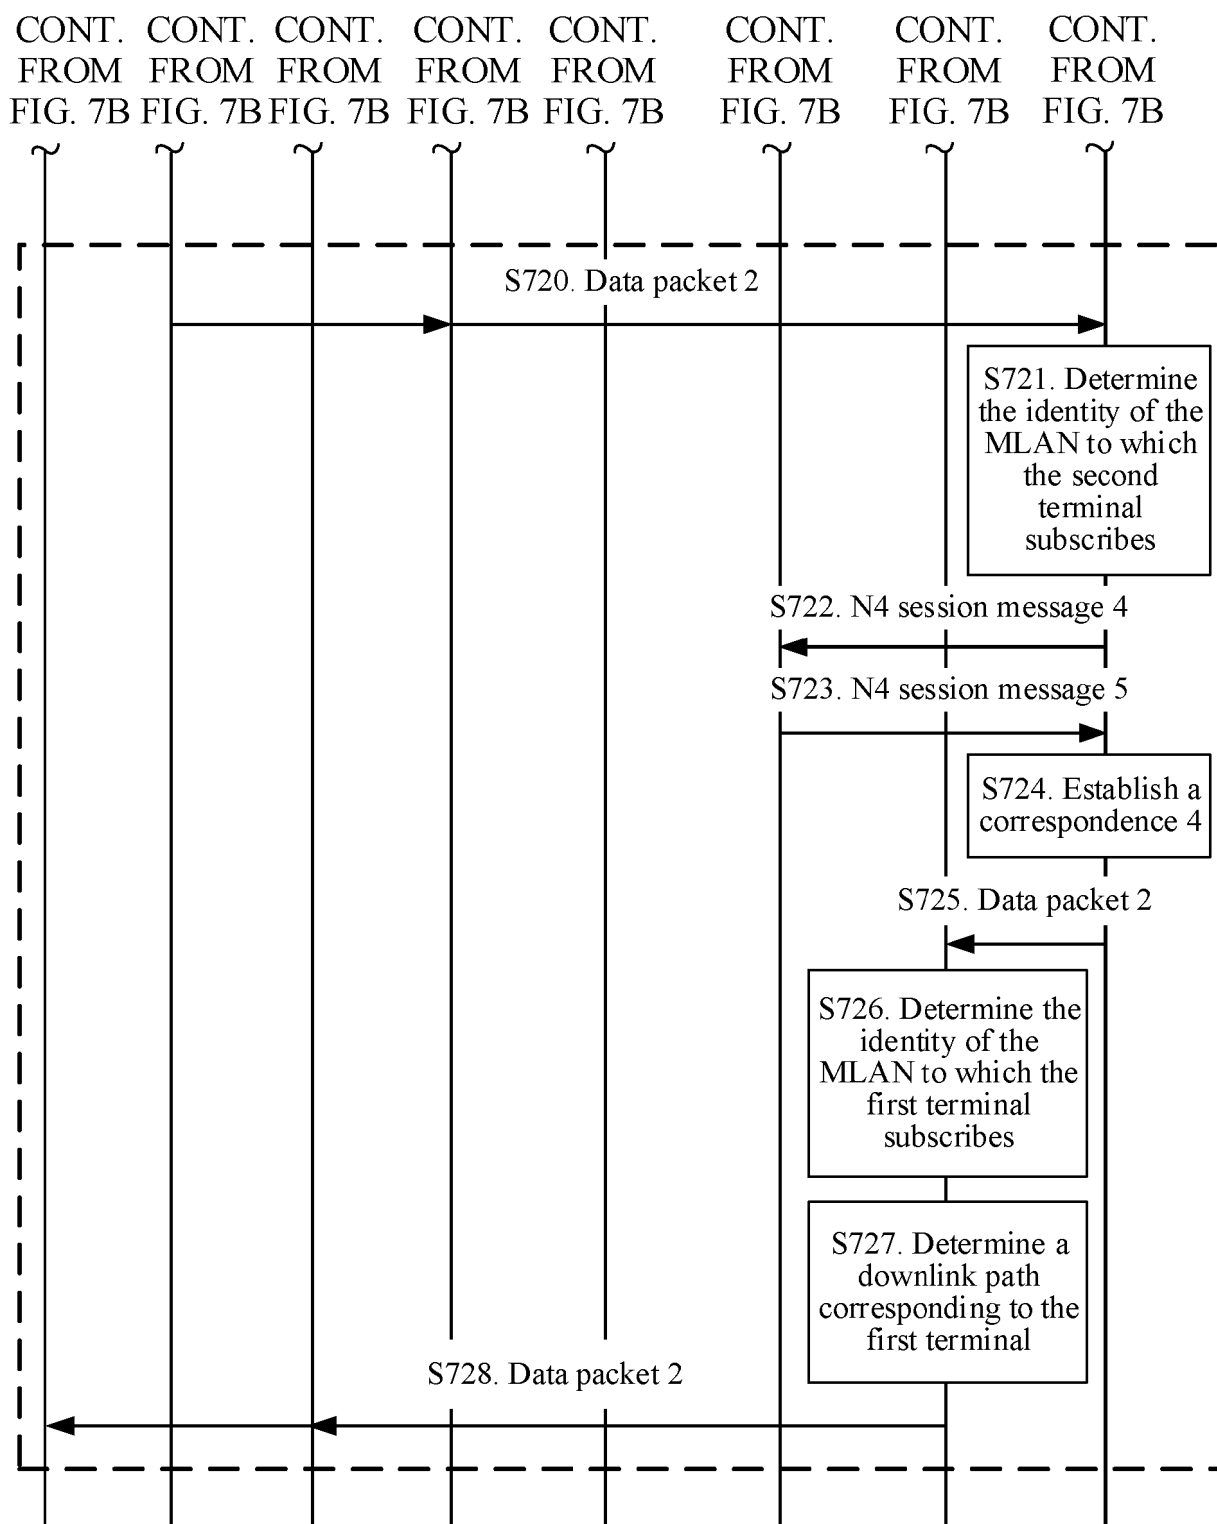 CONT. CONT. CONT. CONT. CONT. CONT. CONT. CONT.
FROM FROM FROM FROM FROM FROM FROM FROM
FIG. 7B FIG. 7B FIG. 7B FIG. 7B FIG. 7B FIG. 7B FIG. 7B FIG. 7B
S720. Data packet 2
S721. Determine
the identity of the
MLAN to which
the second
terminal
subscribes
S722. N4 session message 4
S723. N4 session message 5
S724. Establish a
correspondence 4
S725. Data packet 2
S726. Determine the
identity of the
MLAN to which the
first terminal
subscribes
S727. Determine a
downlink path
corresponding to the
first terminal
S728. Data packet 2